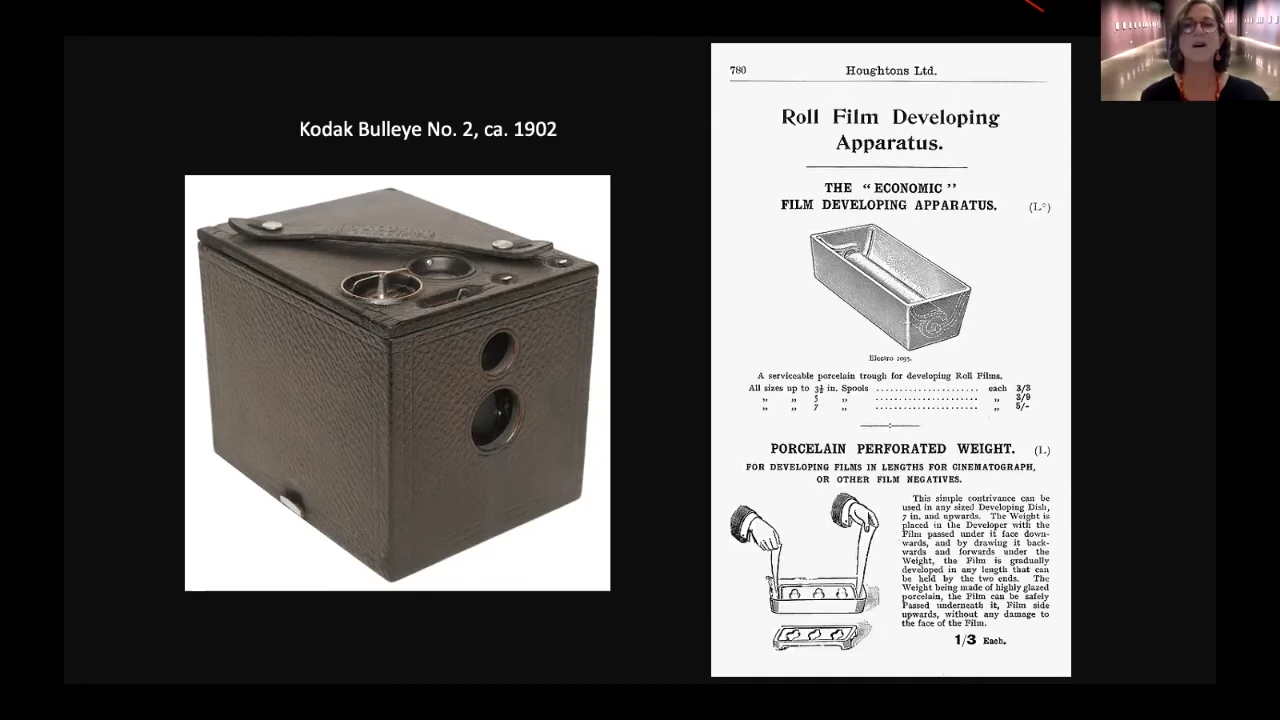 Kodak Bulleye No. 2, ca. 1902
780 Houghtons Ltd.
Roll Film Developing
Apparatus.
THE “ ECONOMIC ”
FILM DEVELOPING APPARATUS. (L*)
Electro 1095.
A serviceable porcelain trough for developing Roll Films.
All sizes up to 3½ in. Spools .................... each 3/3
„ „ 5 „ .................... „ 3/9
„ „ 7 „ .................... „ 5/-
PORCELAIN PERFORATED WEIGHT. (L)
FOR DEVELOPING FILMS IN LENGTHS FOR CINEMATOGRAPH,
OR OTHER FILM NEGATIVES.
This simple contrivance can be
used in any sized Developing Dish,
7 in. and upwards. The Weight is
placed in the Developer with the
Film passed under it face down-
wards, and by drawing it back-
wards and forwards under the
Weight, the Film is gradually
developed in any length that can
be held by the two ends. The
Weight being made of highly glazed
porcelain, the Film can be safely
Passed underneath it, Film side
upwards, without any damage to
the face of the Film.
1/3 Each.